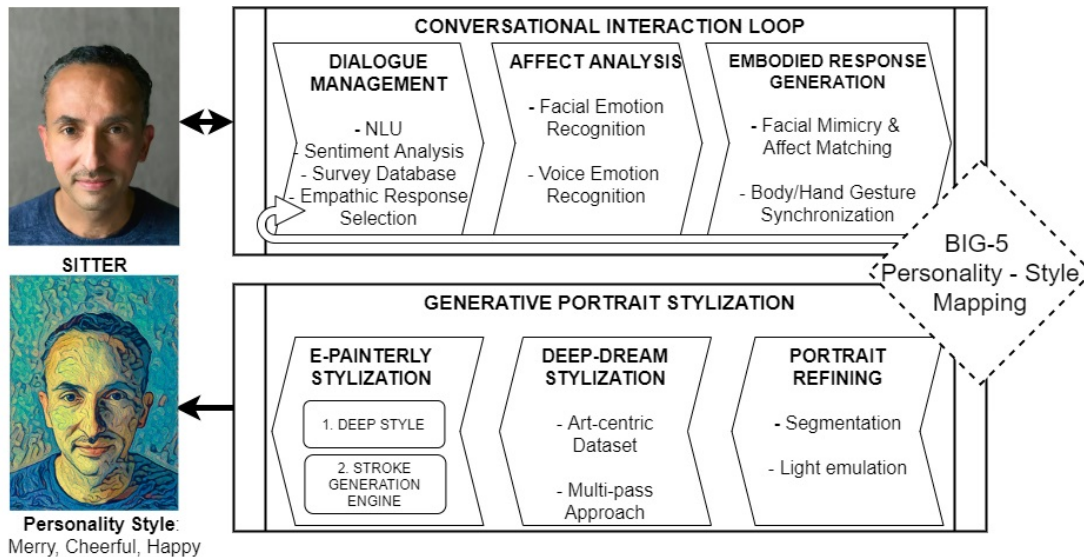 CONVERSATIONAL INTERACTION LOOP
DIALOGUE
MANAGEMENT
- NLU
- Sentiment Analysis
- Survey Database
- Empathic Response
Selection
AFFECT ANALYSIS
- Facial Emotion
Recognition
- Voice Emotion
Recognition
EMBODIED RESPONSE
GENERATION
- Facial Mimicry &
Affect Matching
- Body/Hand Gesture
Synchronization
SITTER
BIG-5
Personality - Style
Mapping
GENERATIVE PORTRAIT STYLIZATION
E-PAINTERLY
STYLIZATION
1. DEEP STYLE
2. STROKE
GENERATION
ENGINE
DEEP-DREAM
STYLIZATION
- Art-centric
Dataset
- Multi-pass
Approach
PORTRAIT
REFINING
- Segmentation
- Light emulation
Personality Style:
Merry, Cheerful, Happy